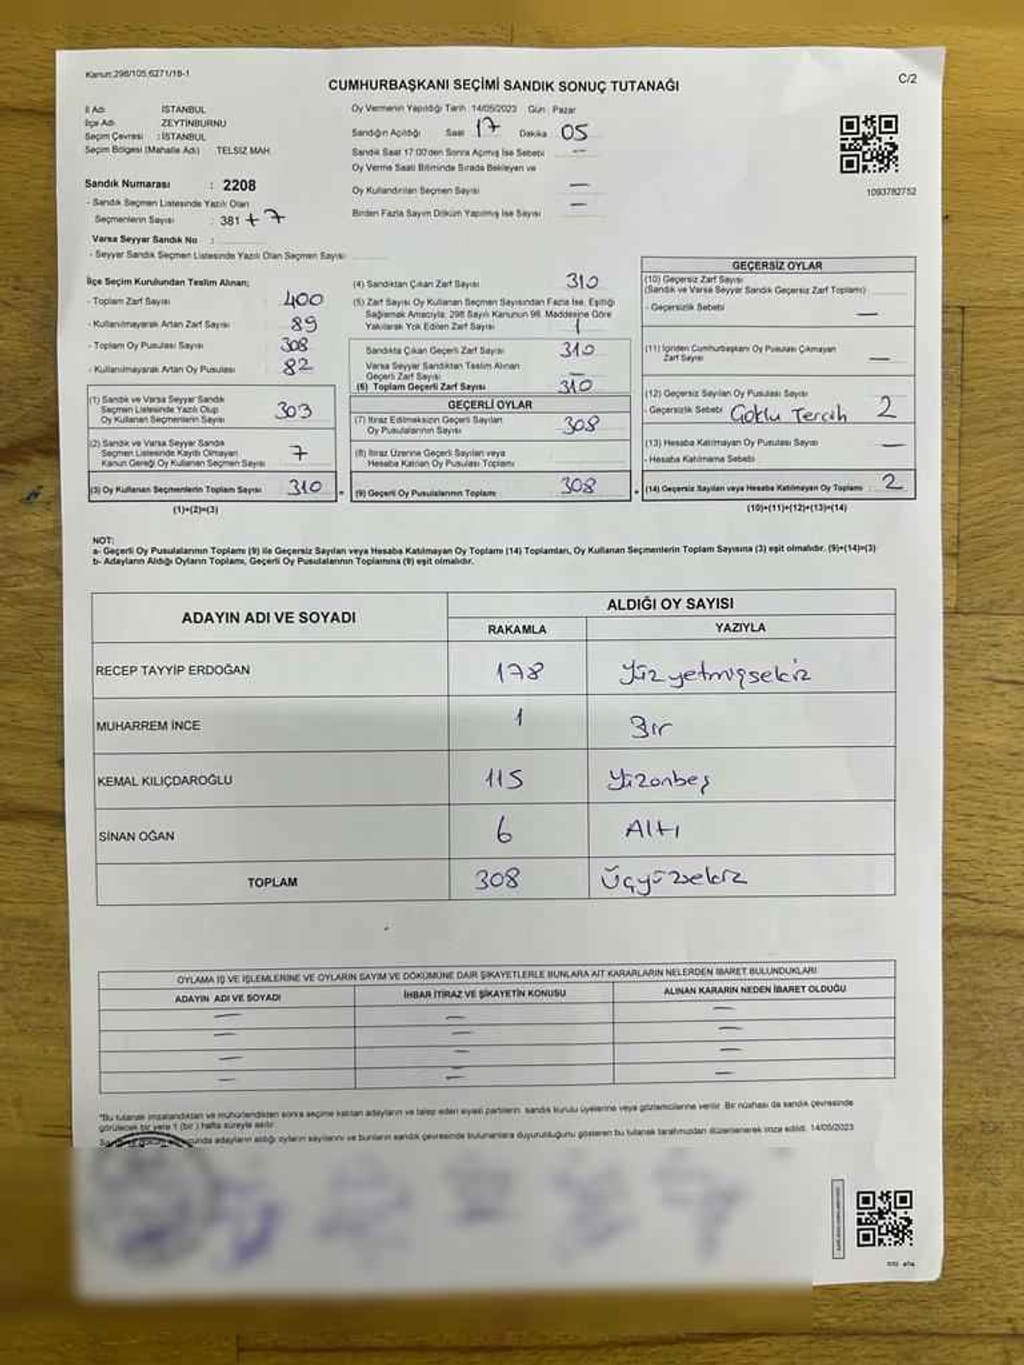 Kanun:298/105,6271/18-1
CUMHURBAŞKANI SEÇİMİ SANDIK SONUÇ TUTANAĞI
C/2
İl Adı İSTANBUL
İlçe Adı ZEYTİNBURNU
Seçim Çevresi : İSTANBUL
Seçim Bölgesi (Mahalle Adı) TELSİZ MAH.
Sandık Numarası : 2208
- Sandık Seçmen Listesinde Yazılı Olan
Seçmenlerin Sayısı : 381 + 7
Varsa Seyyar Sandık No :
- Seyyar Sandık Seçmen Listesinde Yazılı Olan Seçmen Sayısı
Oy Vermenin Yapıldığı Tarih 14/05/2023 Gün : Pazar
Sandığın Açıldığı Saat 17 Dakika 05
Sandık Saat 17:00'den Sonra Açmış İse Sebebi —
Oy Verme Saati Bitiminde Sırada Bekleyen ve
Oy Kullandırılan Seçmen Sayısı —
Birden Fazla Sayım Döküm Yapılmış İse Sayısı —
1093782752
İlçe Seçim Kurulundan Teslim Alınan;
- Toplam Zarf Sayısı 400
- Kullanılmayarak Artan Zarf Sayısı 89
- Toplam Oy Pusulası Sayısı 308
- Kullanılmayarak Artan Oy Pusulası 82
(1) Sandık ve Varsa Seyyar Sandık
Seçmen Listesinde Yazılı Olup
Oy Kullanan Seçmenlerin Sayısı 303
(2) Sandık ve Varsa Seyyar Sandık
Seçmen Listesinde Kayıtlı Olmayan
Kanun Gereği Oy Kullanan Seçmen Sayısı 7
(3) Oy Kullanan Seçmenlerin Toplam Sayısı 310
(1)+(2)=(3)
(4) Sandıktan Çıkan Zarf Sayısı 310
(5) Zarf Sayısı Oy Kullanan Seçmen Sayısından Fazla İse, Eşitliği
Sağlamak Amacıyla; 298 Sayılı Kanunun 98. Maddesine Göre
Yakılarak Yok Edilen Zarf Sayısı
Sandıkta Çıkan Geçerli Zarf Sayısı 310
Varsa Seyyar Sandıktan Teslim Alınan
Geçerli Zarf Sayısı —
(6) Toplam Geçerli Zarf Sayısı 310
GEÇERLİ OYLAR
(7) İtiraz Edilmeksizin Geçerli Sayılan
Oy Pusulalarının Sayısı 308
(8) İtiraz Üzerine Geçerli Sayılan veya
Hesaba Katılan Oy Pusulası Toplamı
= (9) Geçerli Oy Pusulalarının Toplamı 308
GEÇERSİZ OYLAR
(10) Geçersiz Zarf Sayısı
(Sandık ve Varsa Seyyar Sandık Geçersiz Zarf Toplamı)
- Geçersizlik Sebebi —
(11) İçinden Cumhurbaşkanı Oy Pusulası Çıkmayan
Zarf Sayısı —
(12) Geçersiz Sayılan Oy Pusulası Sayısı
- Geçersizlik Sebebi Çoklu Tercih 2
(13) Hesaba Katılmayan Oy Pusulası Sayısı —
- Hesaba Katılmama Sebebi
+ (14) Geçersiz Sayılan veya Hesaba Katılmayan Oy Toplamı 2
(10)+(11)+(12)+(13)=(14)
NOT:
a- Geçerli Oy Pusulalarının Toplamı (9) ile Geçersiz Sayılan veya Hesaba Katılmayan Oy Toplamı (14) Toplamları, Oy Kullanan Seçmenlerin Toplam Sayısına (3) eşit olmalıdır. (9)+(14)=(3)
b- Adayların Aldığı Oyların Toplamı, Geçerli Oy Pusulalarının Toplamına (9) eşit olmalıdır.
ADAYIN ADI VE SOYADI ALDIĞI OY SAYISI
RAKAMLA YAZIYLA
RECEP TAYYİP ERDOĞAN 178 Yüzyetmişsekiz
MUHARREM İNCE 1 Bir
KEMAL KILIÇDAROĞLU 115 Yüzonbeş
SİNAN OĞAN 6 Altı
TOPLAM 308 Üçyüzsekiz
OYLAMA İŞ VE İŞLEMLERİNE VE OYLARIN SAYIM VE DÖKÜMÜNE DAİR ŞİKAYETLERLE BUNLARA AİT KARARLARIN NELERDEN İBARET BULUNDUKLARI
ADAYIN ADI VE SOYADI İHBAR İTİRAZ VE ŞİKAYETİN KONUSU ALINAN KARARIN NEDEN İBARET OLDUĞU
— — —
— — —
— — —
— — —
*Bu tutanak imzalandıktan ve mühürlendikten sonra seçime katılan adayların ve talep eden siyasi partilerin sandık kurulu üyelerine veya gözlemcilerine verilir. Bir nüshası da sandık çevresinde
görülecek bir yere 1 (bir) hafta süreyle asılır.
adayların aldığı oyların sayılarını ve bunların sandık çevresinde bulunanlara duyurulduğunu gösteren bu tutanak tarafımızdan düzenlenerek imza edildi. 14/05/2023